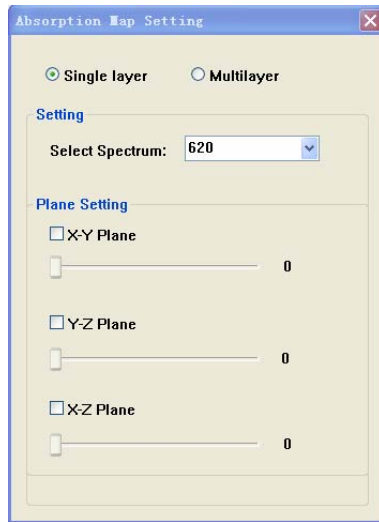 Absorption Map Setting
Single layer Multilayer
Setting
Select Spectrum: 620
Plane Setting
X-Y Plane
0
Y-Z Plane
0
X-Z Plane
0